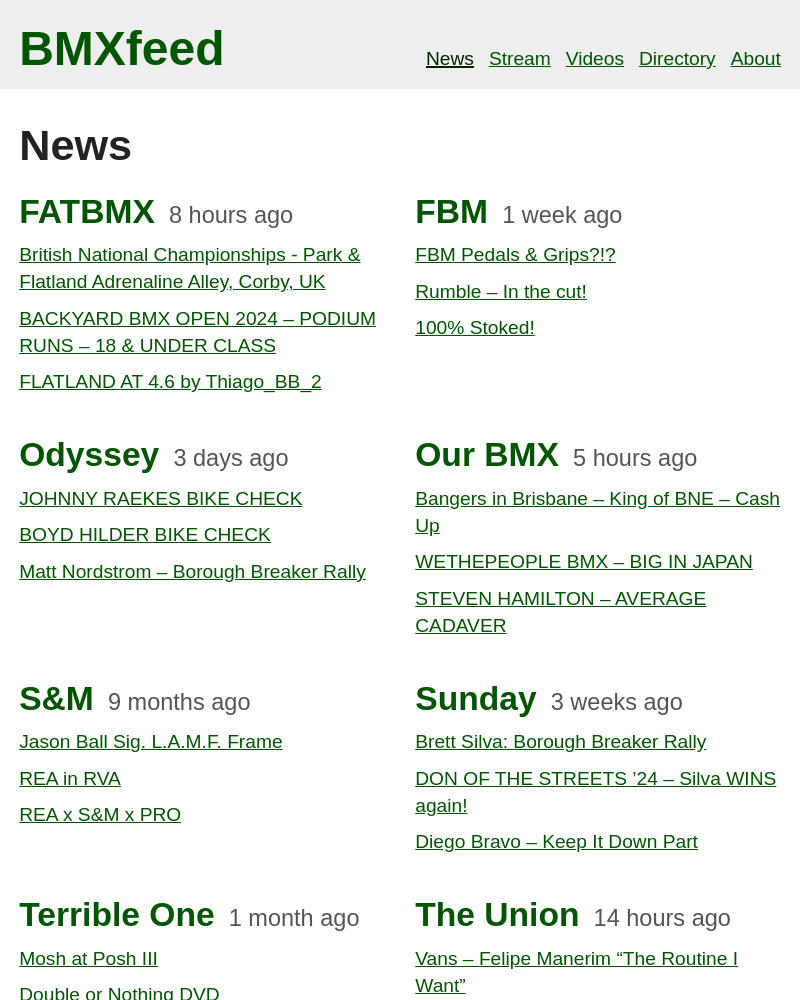 BMXfeed
News Stream Videos Directory About
News
FATBMX 8 hours ago
British National Championships - Park &
Flatland Adrenaline Alley, Corby, UK
BACKYARD BMX OPEN 2024 – PODIUM
RUNS – 18 & UNDER CLASS
FLATLAND AT 4.6 by Thiago_BB_2
FBM 1 week ago
FBM Pedals & Grips?!?
Rumble – In the cut!
100% Stoked!
Odyssey 3 days ago
JOHNNY RAEKES BIKE CHECK
BOYD HILDER BIKE CHECK
Matt Nordstrom – Borough Breaker Rally
Our BMX 5 hours ago
Bangers in Brisbane – King of BNE – Cash
Up
WETHEPEOPLE BMX – BIG IN JAPAN
STEVEN HAMILTON – AVERAGE
CADAVER
S&M 9 months ago
Jason Ball Sig. L.A.M.F. Frame
REA in RVA
REA x S&M x PRO
Sunday 3 weeks ago
Brett Silva: Borough Breaker Rally
DON OF THE STREETS ’24 – Silva WINS
again!
Diego Bravo – Keep It Down Part
Terrible One 1 month ago
Mosh at Posh III
Double or Nothing DVD
The Union 14 hours ago
Vans – Felipe Manerim “The Routine I
Want”